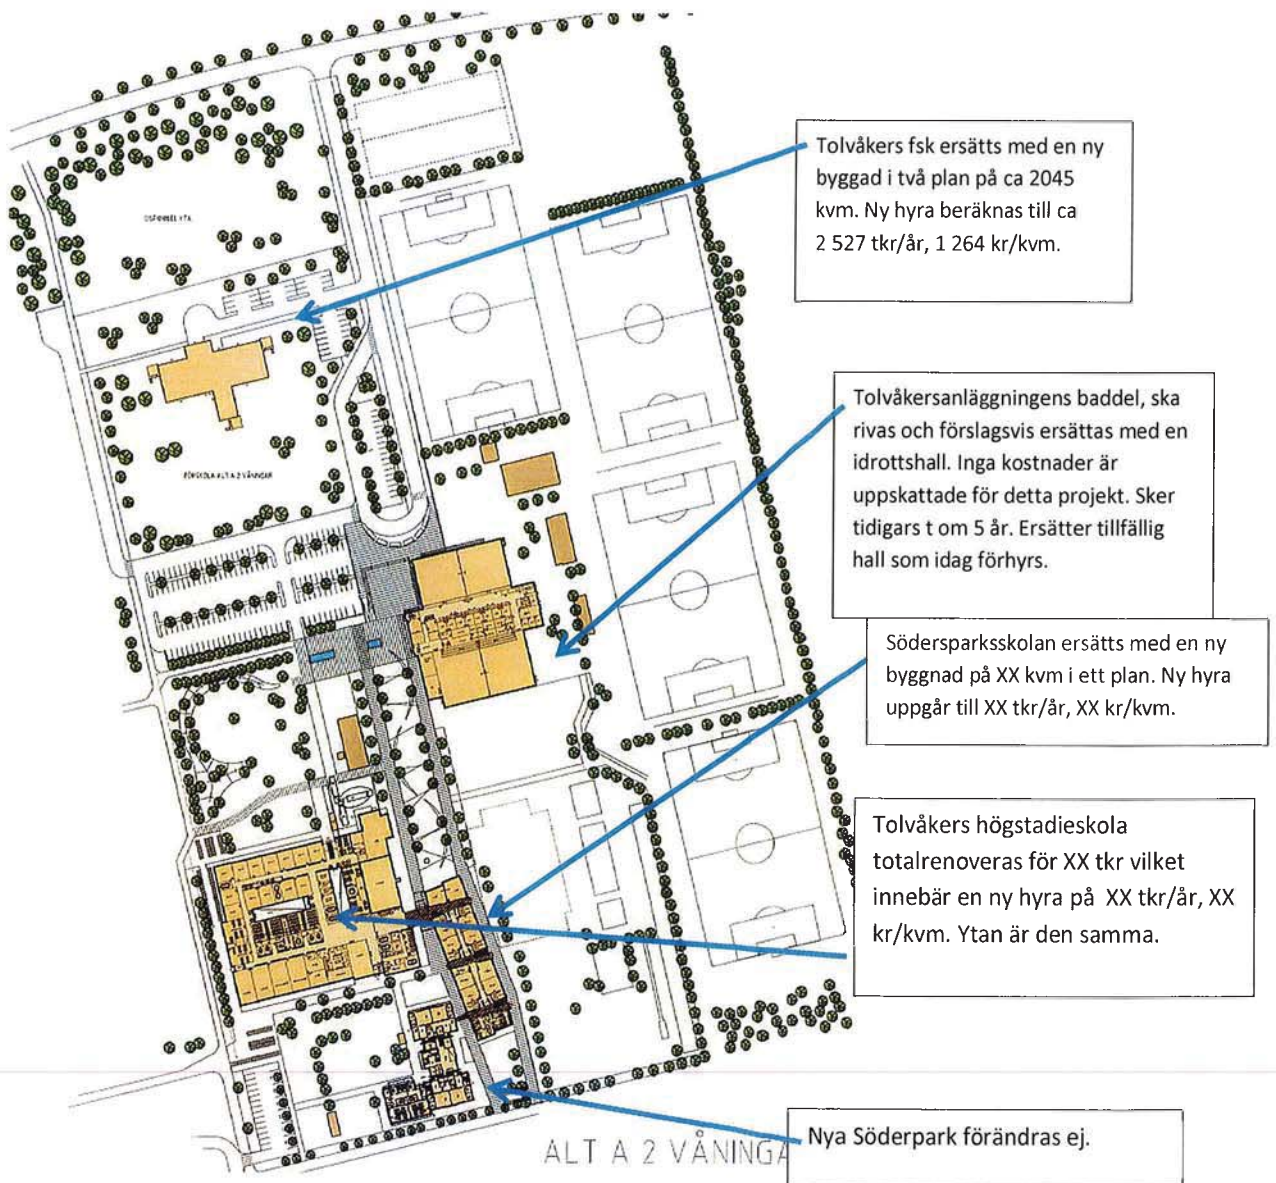 Tolvåkers fsk ersätts med en ny
byggad i två plan på ca 2045
kvm. Ny hyra beräknas till ca
2 527 tkr/år, 1 264 kr/kvm.
Tolvåkersanläggningens baddel, ska
rivas och förslagsvis ersättas med en
idrottshall. Inga kostnader är
uppskattade för detta projekt. Sker
tidigars t om 5 år. Ersätter tillfällig
hall som idag förhyrs.
Södersparksskolan ersätts med en ny
byggnad på XX kvm i ett plan. Ny hyra
uppgår till XX tkr/år, XX kr/kvm.
FÖRSKOLA ALT A 2 VÅNINGAR
Tolvåkers högstadieskola
totalrenoveras för XX tkr vilket
innebär en ny hyra på XX tkr/år, XX
kr/kvm. Ytan är den samma.
Nya Söderpark förändras ej.
ALT A 2 VÅNINGA